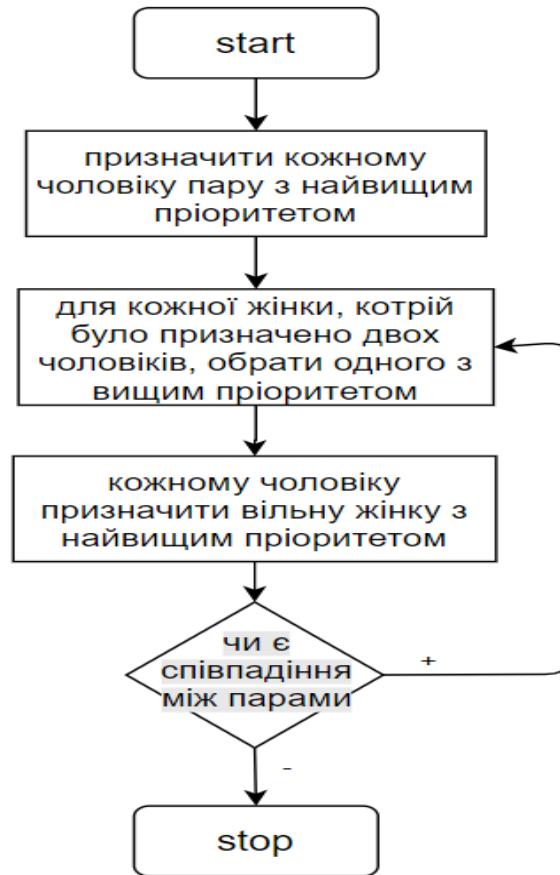 start
призначити кожному
чоловіку пару з найвищим
пріоритетом
для кожної жінки, котрій
було призначено двох
чоловіків, обрати одного з
вищим пріоритетом
кожному чоловіку
призначити вільну жінку з
найвищим пріоритетом
чи є
співпадіння
між парами
+
-
stop